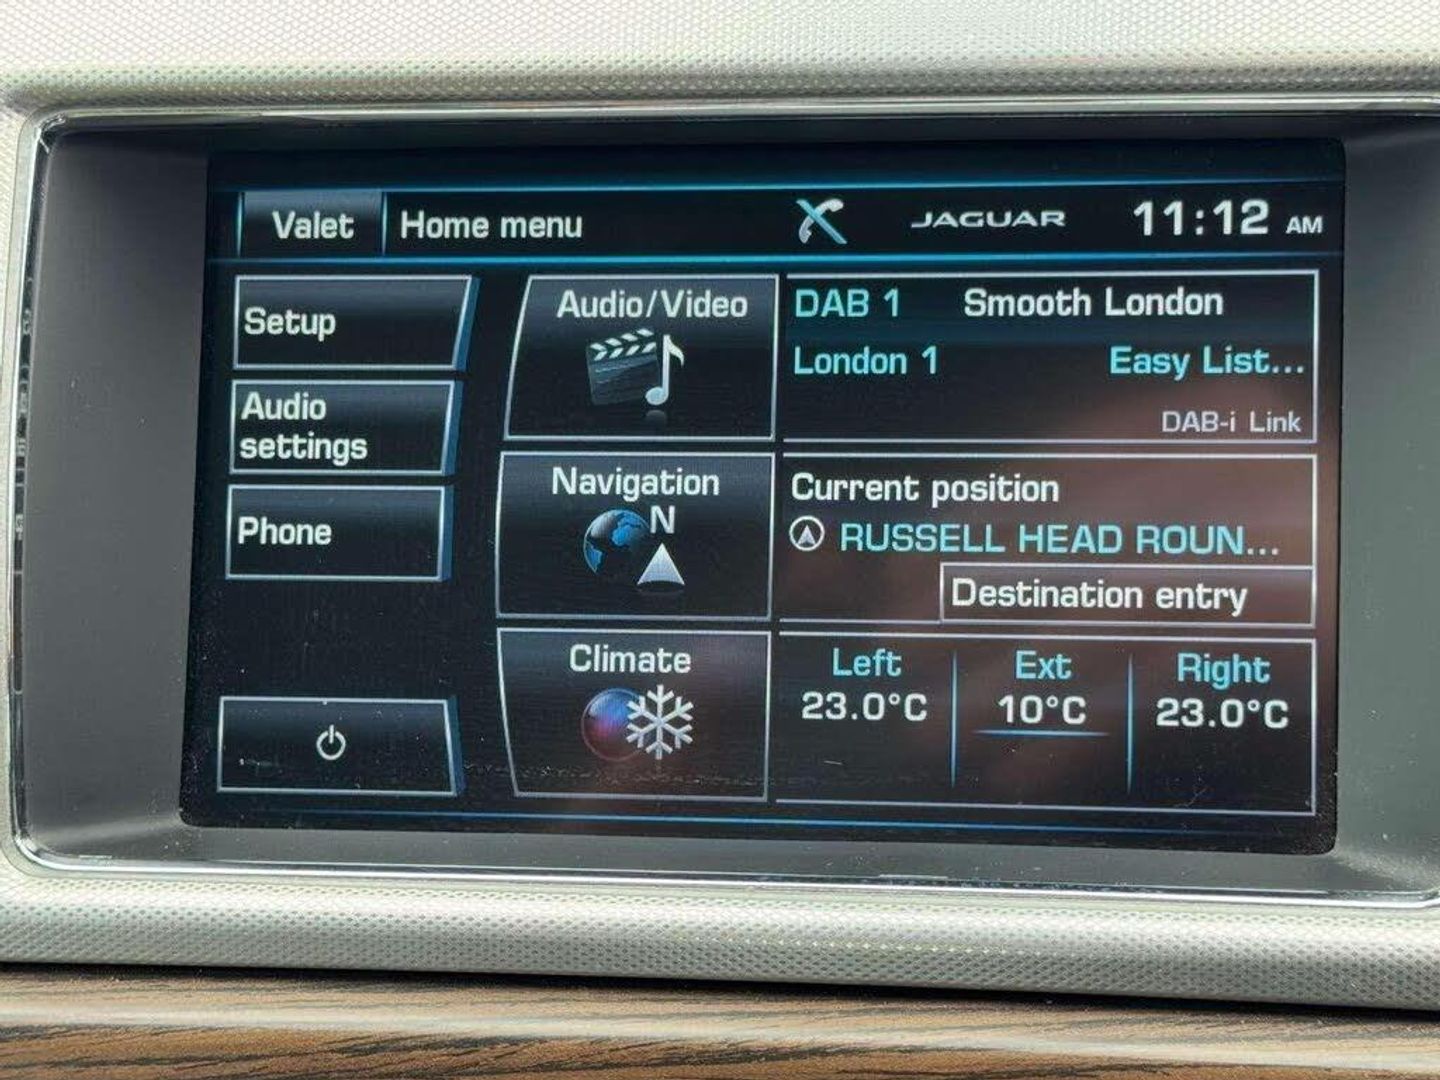 Valet Home menu JAGUAR 11:12 AM
Setup
Audio
settings
Phone
Audio/Video
DAB 1 Smooth London
London 1 Easy List...
DAB-i Link
Navigation
N
Current position
RUSSELL HEAD ROUN...
Destination entry
Climate
Left Ext Right
23.0°C 10°C 23.0°C